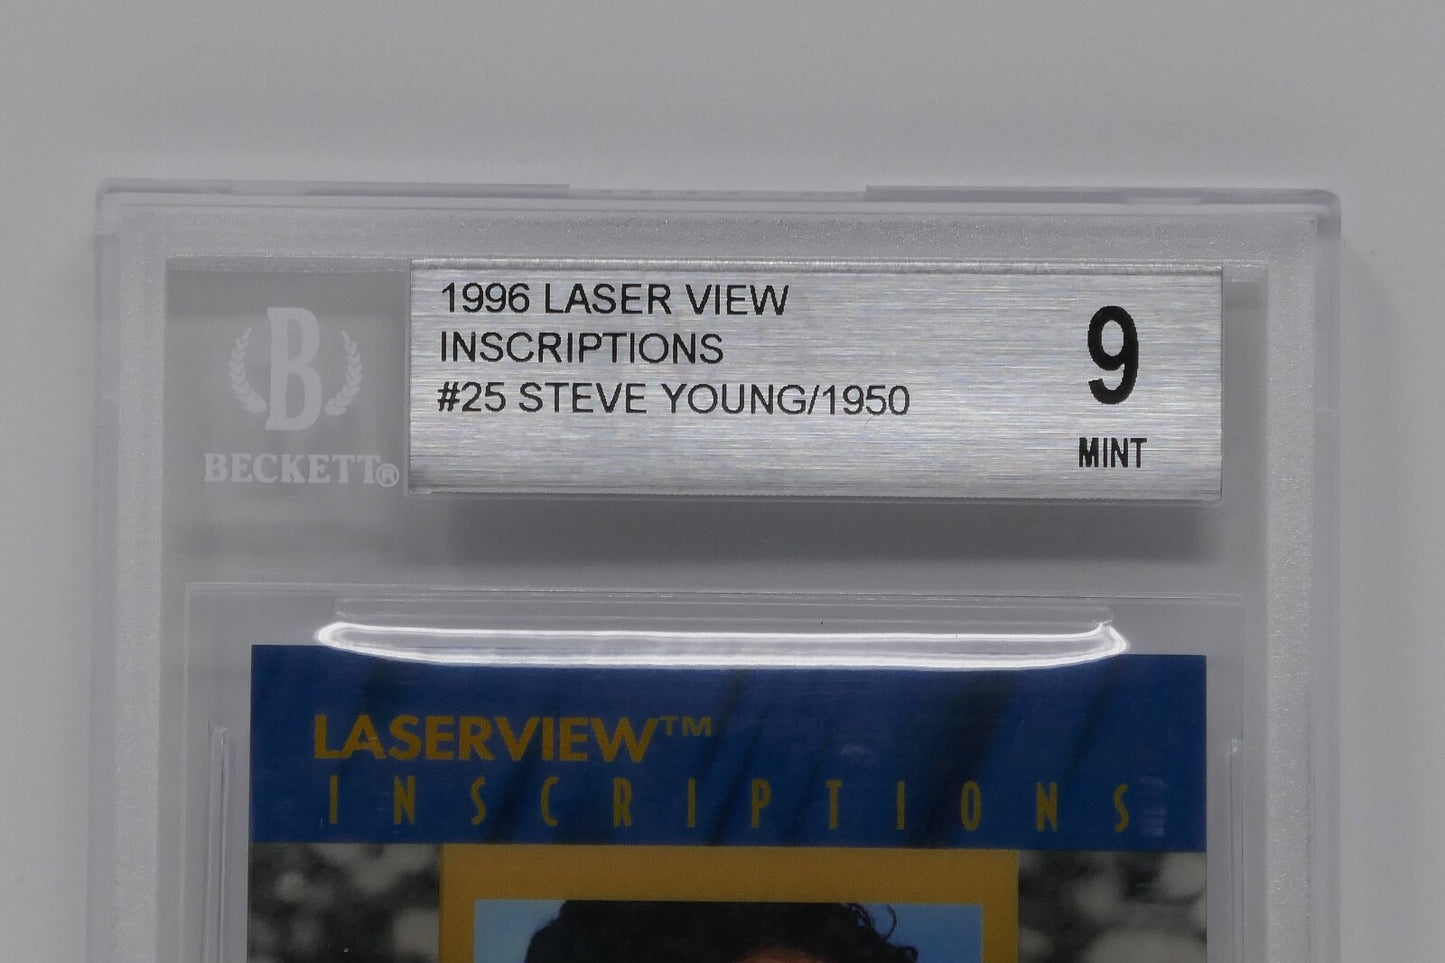 1996 LASER VIEW
INSCRIPTIONS
#25 STEVE YOUNG/1950
9
MINT
B
BECKETT®
LASERVIEW™
INSCRIPTIONS